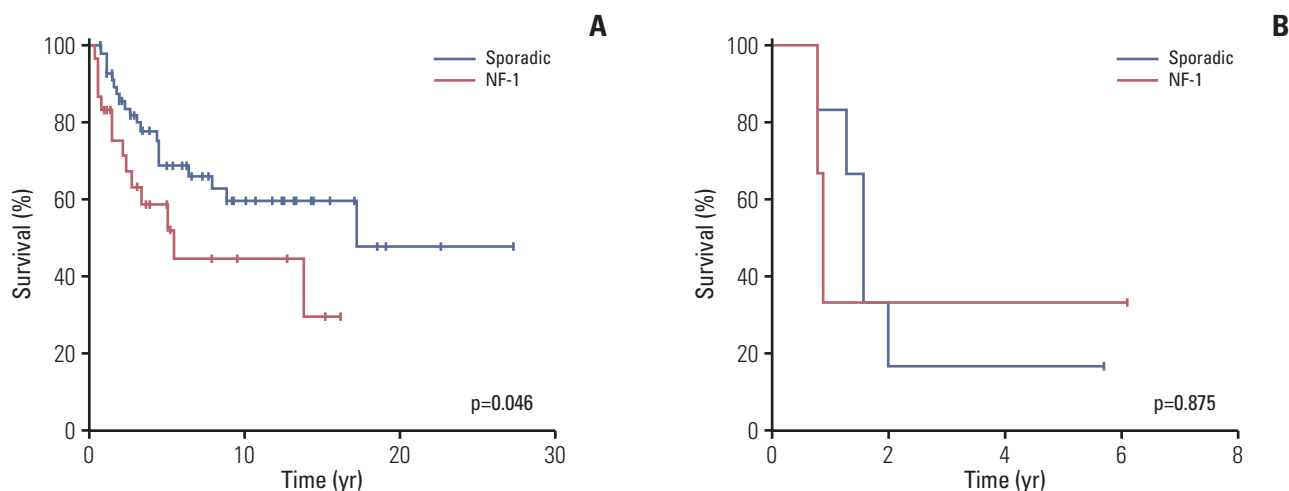 A
Survival (%)
100
80
60
40
20
0
0 10 20 30
Time (yr)
Sporadic
NF-1
p=0.046
B
Survival (%)
100
80
60
40
20
0
0 2 4 6 8
Time (yr)
Sporadic
NF-1
p=0.875